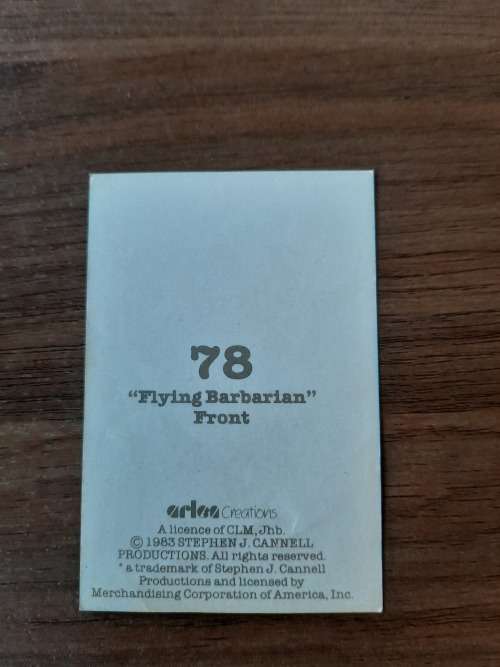 78
“Flying Barbarian”
Front
Creations
A licence of CLM, Jhb.
© 1983 STEPHEN J. CANNELL
PRODUCTIONS. All rights reserved.
* a trademark of Stephen J. Cannell
Productions and licensed by
Merchandising Corporation of America, Inc.